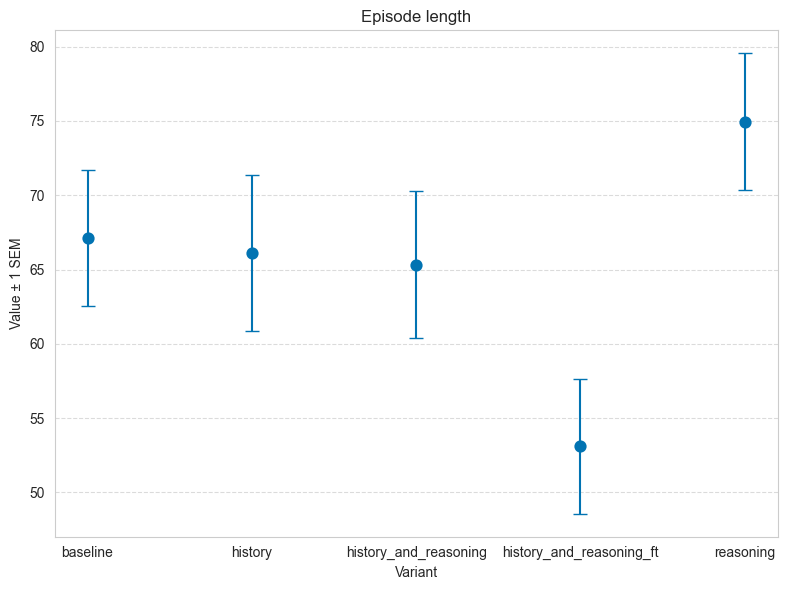 Episode length
Value ± 1 SEM
80
75
70
65
60
55
50
baseline history history_and_reasoning history_and_reasoning_ft reasoning
Variant